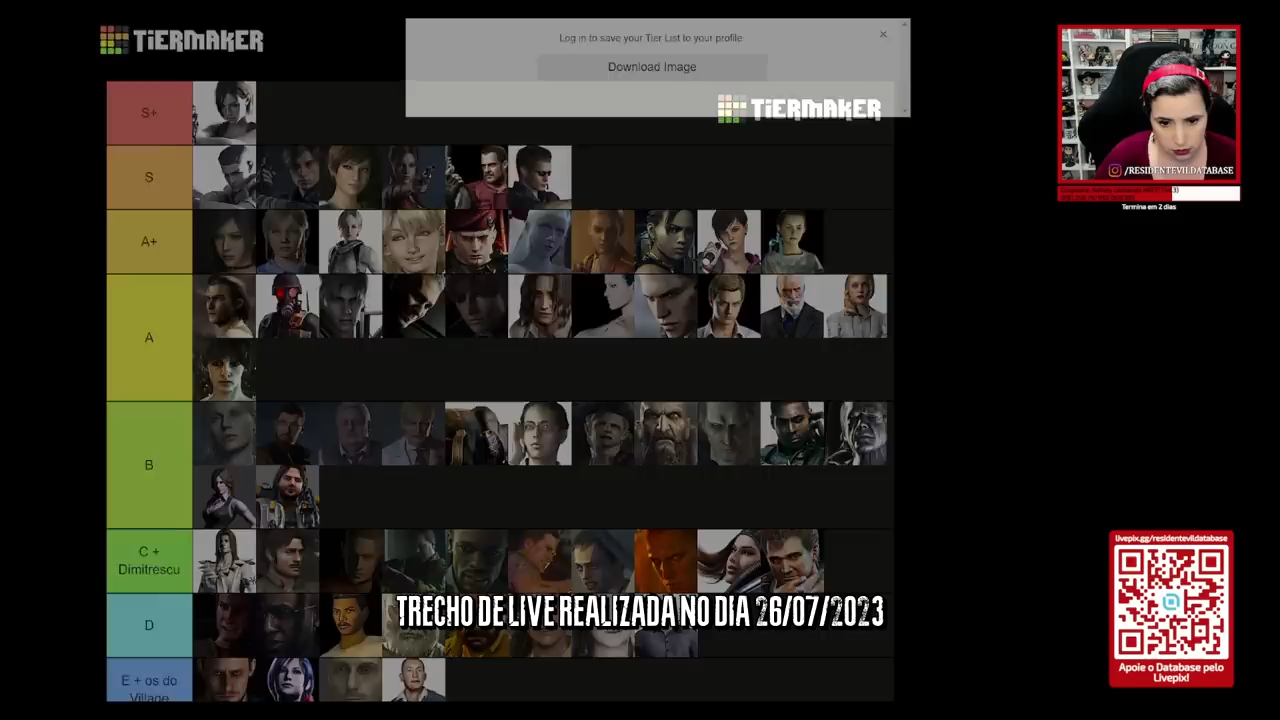 TIERMAKER
Log in to save your Tier List to your profile
Download Image
TIERMAKER
S+
S
A+
A
B
C +
Dimitrescu
D
E + os do
Village
TRECHO DE LIVE REALIZADA NO DIA 26/07/2023
/RESIDENTEVILDATABASE
Termina em 2 dias
livepix.gg/residentevildatabase
Apoie o Database pelo
Livepix!